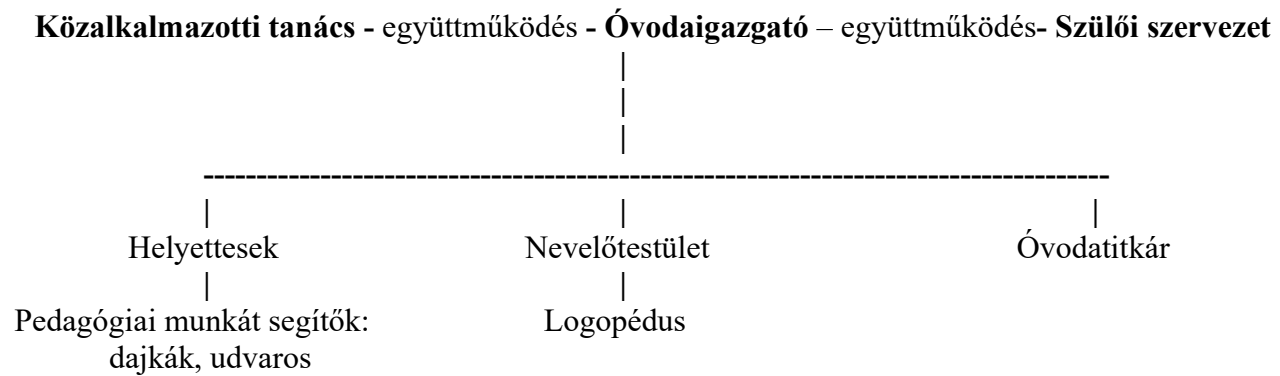 Közalkalmazotti tanács - együttműködés - Óvodaigazgató – együttműködés- Szülői szervezet
|
|
|
--------------------------------------------------------------------------------------
| | |
Helyettesek Nevelőtestület Óvodatitkár
| |
Pedagógiai munkát segítők: Logopédus
dajkák, udvaros